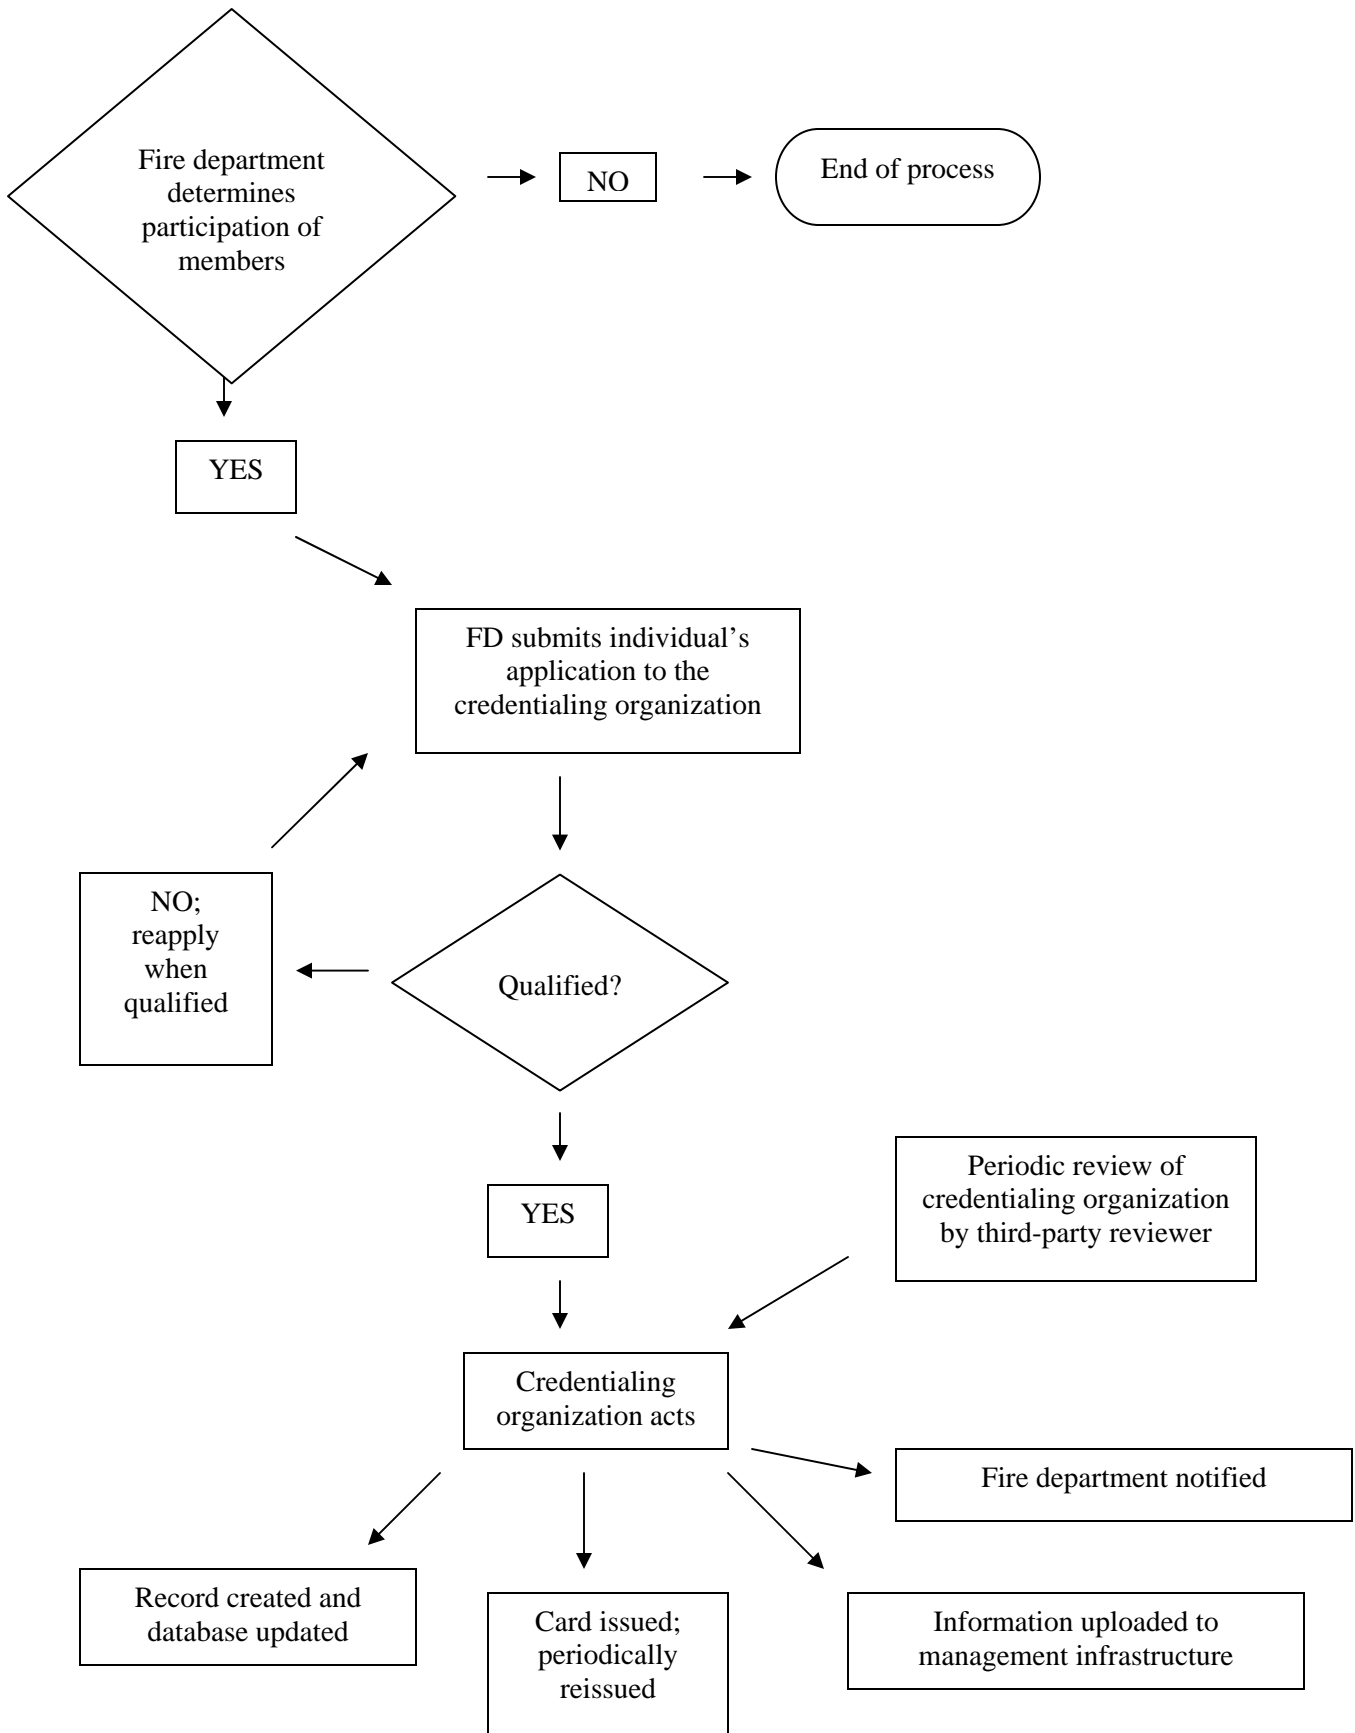 Fire department
determines
participation of
members
NO
End of process
YES
FD submits individual’s
application to the
credentialing organization
NO;
reapply
when
qualified
Qualified?
YES
Periodic review of
credentialing organization
by third-party reviewer
Credentialing
organization acts
Fire department notified
Record created and
database updated
Card issued;
periodically
reissued
Information uploaded to
management infrastructure